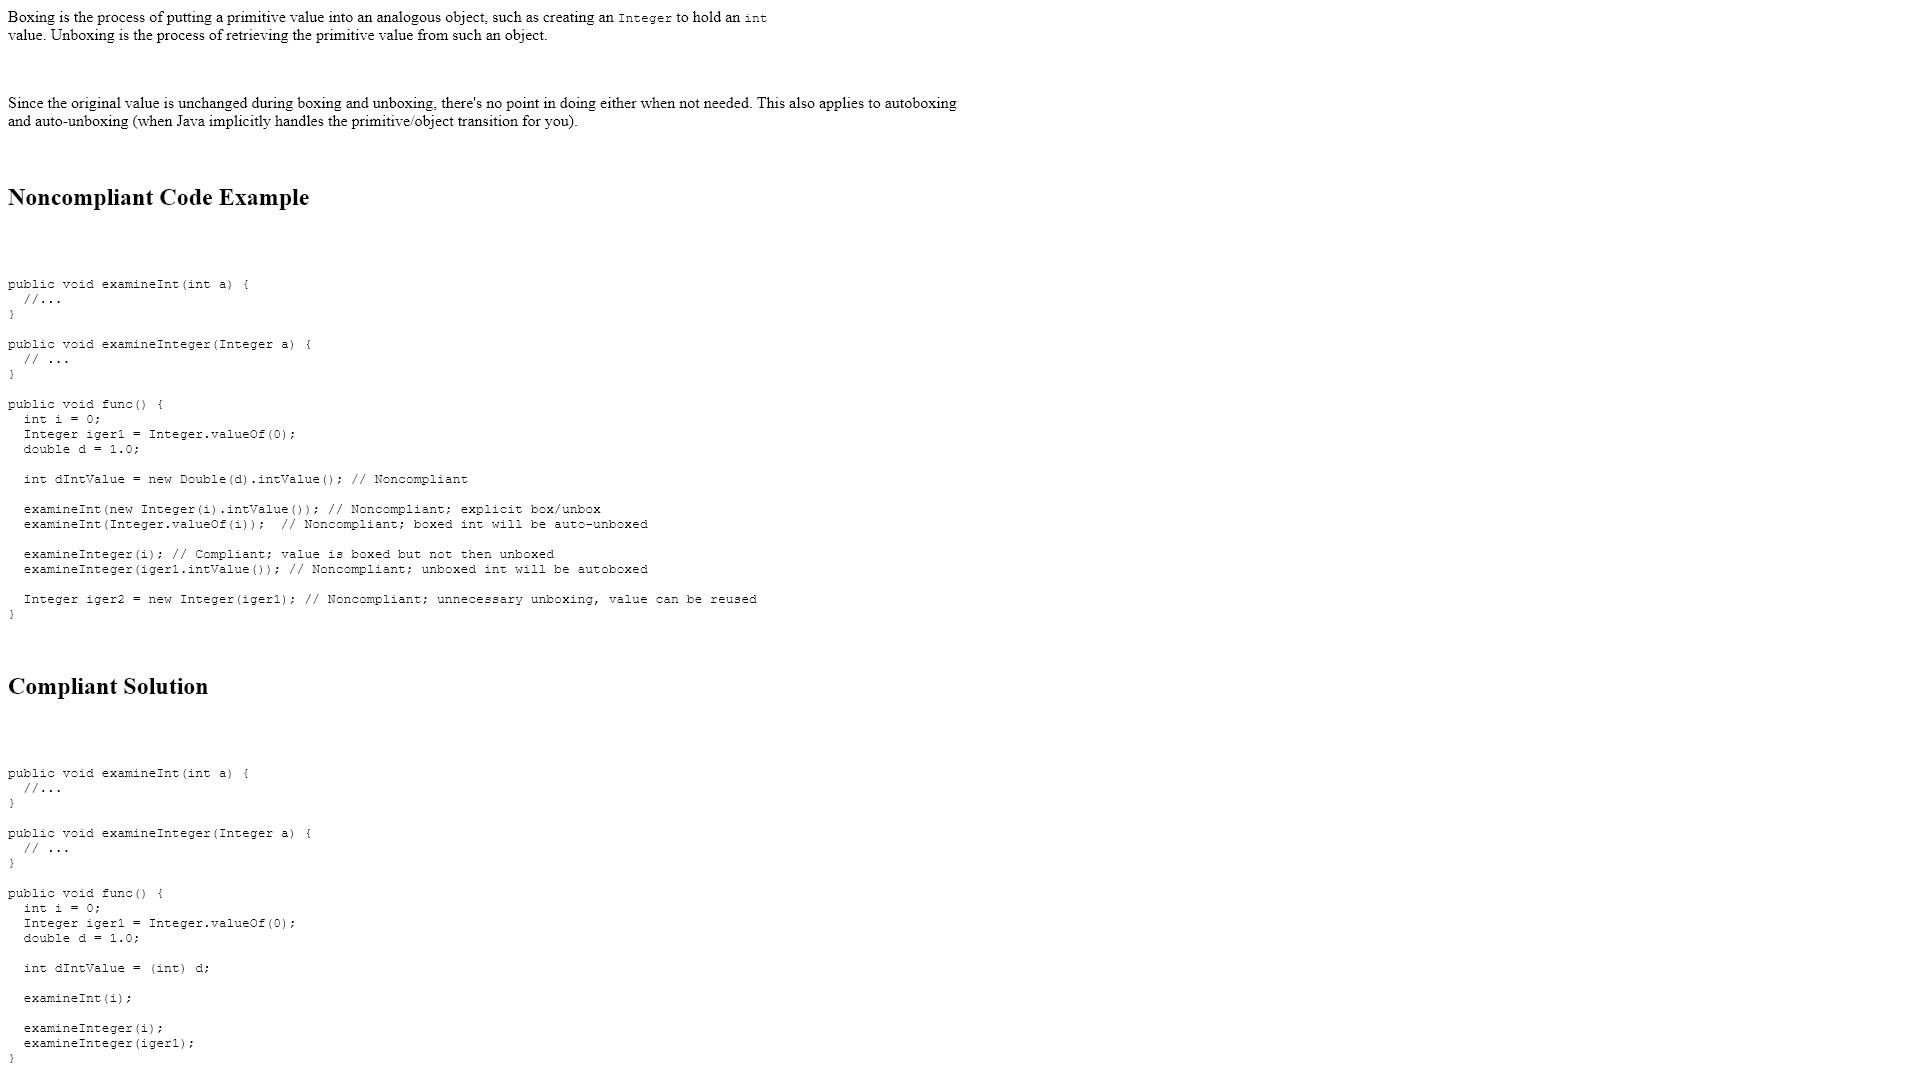 Boxing is the process of putting a primitive value into an analogous object, such as creating an Integer to hold an int
value. Unboxing is the process of retrieving the primitive value from such an object.
Since the original value is unchanged during boxing and unboxing, there's no point in doing either when not needed. This also applies to autoboxing
and auto-unboxing (when Java implicitly handles the primitive/object transition for you).
Noncompliant Code Example
public void examineInt(int a) {
  //...
}
public void examineInteger(Integer a) {
  // ...
}
public void func() {
  int i = 0;
  Integer iger1 = Integer.valueOf(0);
  double d = 1.0;
  int dIntValue = new Double(d).intValue(); // Noncompliant
  examineInt(new Integer(i).intValue()); // Noncompliant; explicit box/unbox
  examineInt(Integer.valueOf(i));  // Noncompliant; boxed int will be auto-unboxed
  examineInteger(i); // Compliant; value is boxed but not then unboxed
  examineInteger(iger1.intValue()); // Noncompliant; unboxed int will be autoboxed
  Integer iger2 = new Integer(iger1); // Noncompliant; unnecessary unboxing, value can be reused
}
Compliant Solution
public void examineInt(int a) {
  //...
}
public void examineInteger(Integer a) {
  // ...
}
public void func() {
  int i = 0;
  Integer iger1 = Integer.valueOf(0);
  double d = 1.0;
  int dIntValue = (int) d;
  examineInt(i);
  examineInteger(i);
  examineInteger(iger1);
}